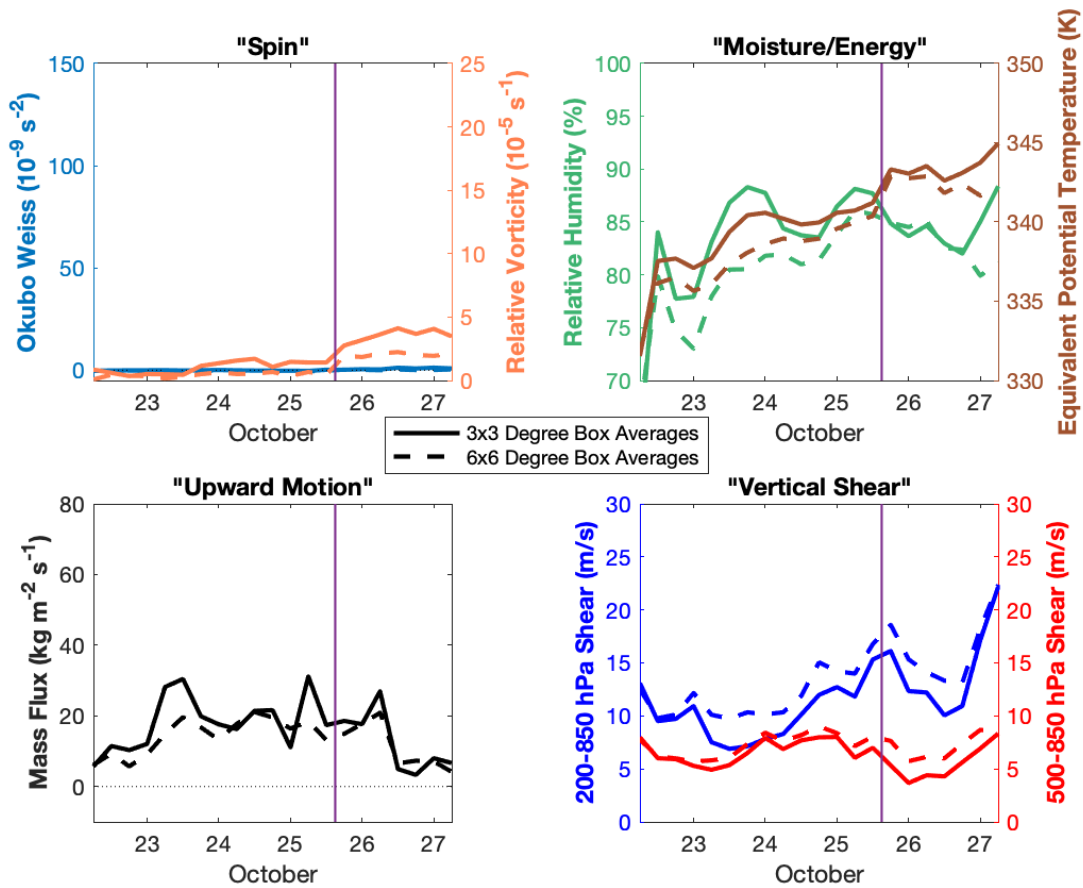 "Spin"
150
100
50
0
Okubo Weiss (10-9 s-2)
25
20
15
10
5
0
Relative Vorticity (10-5 s-1)
23 24 25 26 27
October
"Moisture/Energy"
100
95
90
85
80
75
70
Relative Humidity (%)
350
345
340
335
330
Equivalent Potential Temperature (K)
23 24 25 26 27
October
3x3 Degree Box Averages
6x6 Degree Box Averages
"Upward Motion"
80
60
40
20
0
Mass Flux (kg m-2 s-1)
23 24 25 26 27
October
"Vertical Shear"
30
25
20
15
10
5
0
200-850 hPa Shear (m/s)
30
25
20
15
10
5
0
500-850 hPa Shear (m/s)
23 24 25 26 27
October